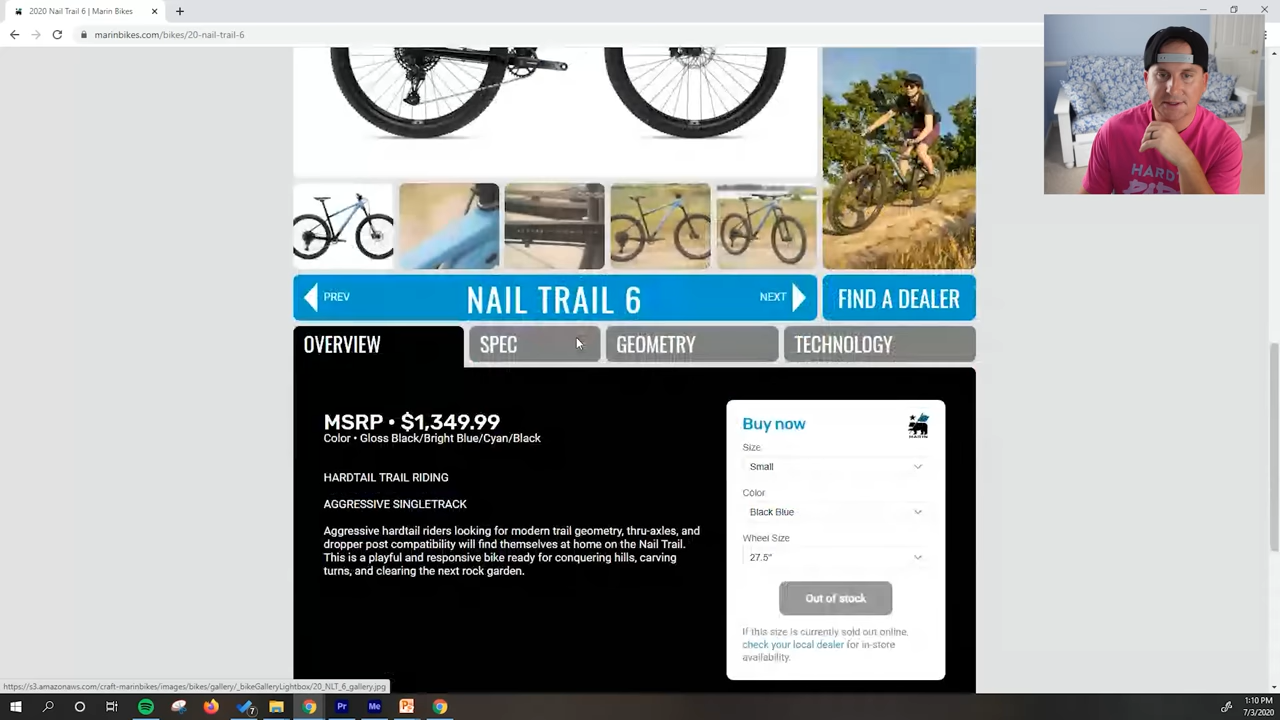 2020 Nail Trail 6 | Marin Bikes
marinbikes.com/bikes/20-nail-trail-6
HARD
PREV
NAIL TRAIL 6
NEXT
FIND A DEALER
OVERVIEW
SPEC
GEOMETRY
TECHNOLOGY
MSRP • $1,349.99
Color • Gloss Black/Bright Blue/Cyan/Black
HARDTAIL TRAIL RIDING
AGGRESSIVE SINGLETRACK
Aggressive hardtail riders looking for modern trail geometry, thru-axles, and
dropper post compatibility will find themselves at home on the Nail Trail.
This is a playful and responsive bike ready for conquering hills, carving
turns, and clearing the next rock garden.
Buy now
MARIN
Size
Small
Color
Black Blue
Wheel Size
27.5"
Out of stock
If this size is currently sold out online,
check your local dealer for in-store
availability.
https://s3.amazonaws.com/craft-marinbikes/images/bikes/gallery/_bikeGalleryLightbox/20_NLT_6_gallery.jpg
7
Pr
Me
1:10 PM
7/3/2020